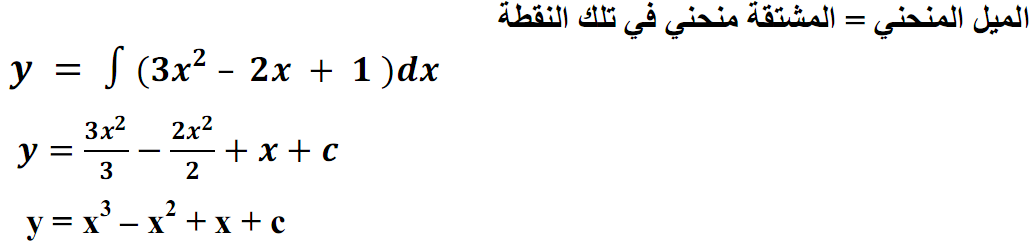 الميل المنحني = المشتقة منحني في تلك النقطة
y = ∫ (3x² – 2x + 1 )dx
y = 3x²/3 − 2x²/2 + x + c
y = x³ – x² + x + c